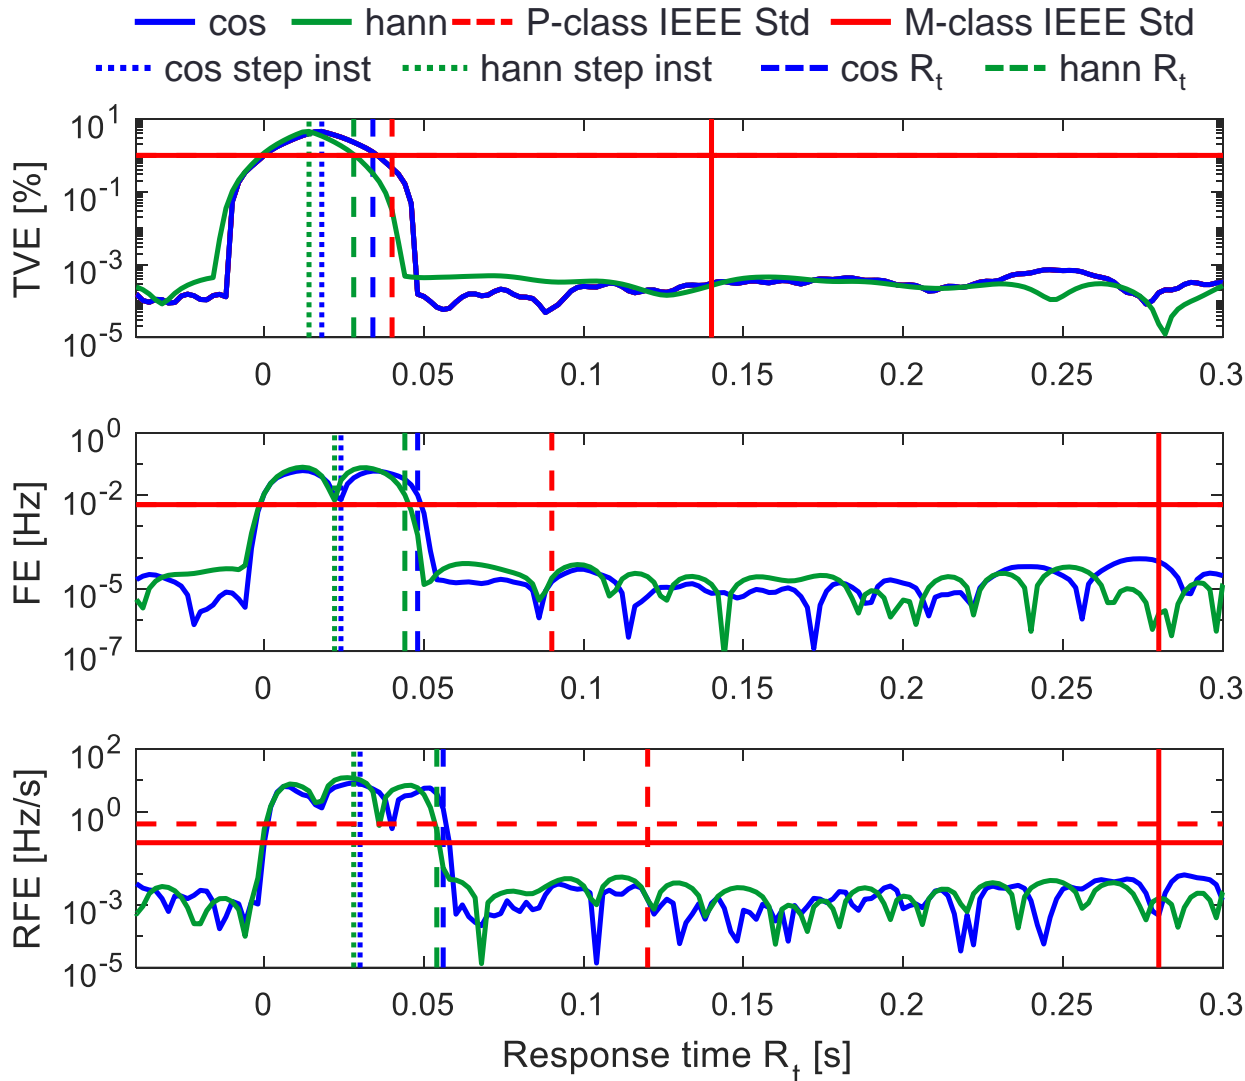 cos hann P-class IEEE Std M-class IEEE Std
cos step inst hann step inst cos R_t hann R_t
TVE [%]
10^1
10^-1
10^-3
10^-5
0 0.05 0.1 0.15 0.2 0.25 0.3
FE [Hz]
10^0
10^-2
10^-5
10^-7
0 0.05 0.1 0.15 0.2 0.25 0.3
RFE [Hz/s]
10^2
10^0
10^-3
10^-5
0 0.05 0.1 0.15 0.2 0.25 0.3
Response time R_t [s]